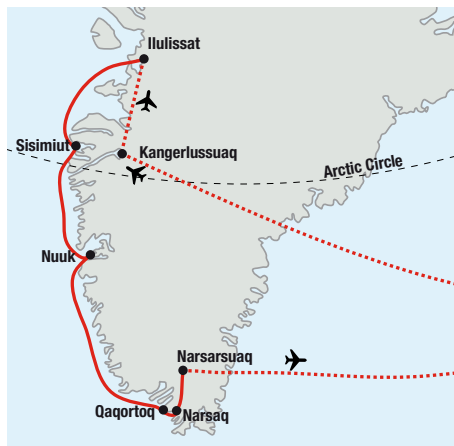 Ilulissat
Sisimiut
Kangerlussuaq
Arctic Circle
Nuuk
Narsarsuaq
Qaqortoq
Narsaq